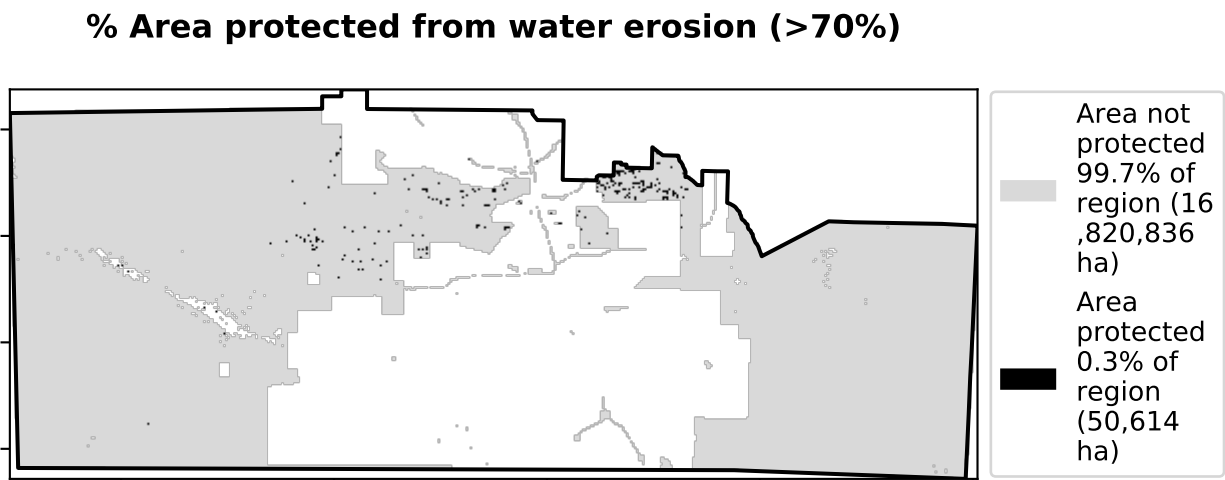 % Area protected from water erosion (>70%)
Area not
protected
99.7% of
region (16
,820,836
ha)
Area
protected
0.3% of
region
(50,614
ha)